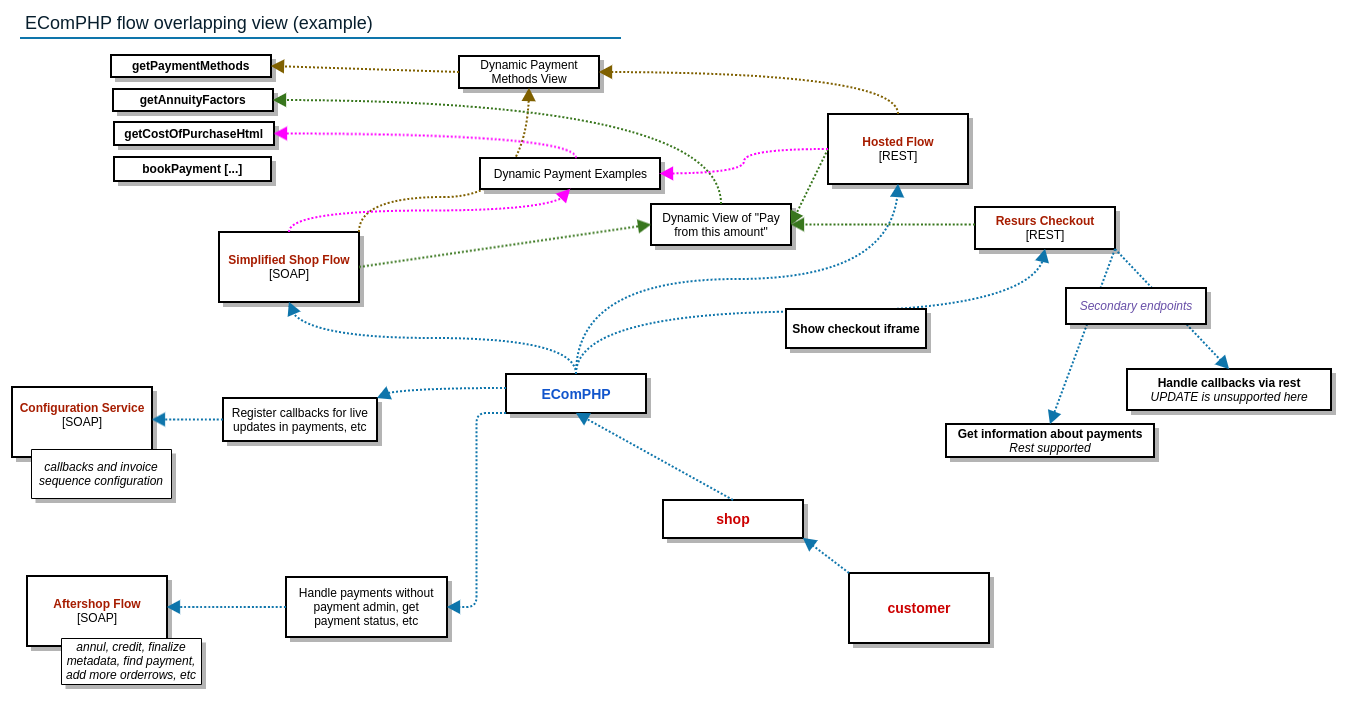 EComPHP flow overlapping view (example)
getPaymentMethods
getAnnuityFactors
getCostOfPurchaseHtml
bookPayment [...]
Dynamic Payment
Methods View
Dynamic Payment Examples
Dynamic View of "Pay
from this amount"
Hosted Flow
[REST]
Resurs Checkout
[REST]
Simplified Shop Flow
[SOAP]
Secondary endpoints
Show checkout iframe
Handle callbacks via rest
UPDATE is unsupported here
Get information about payments
Rest supported
EComPHP
Register callbacks for live
updates in payments, etc
Configuration Service
[SOAP]
callbacks and invoice
sequence configuration
shop
customer
Handle payments without
payment admin, get
payment status, etc
Aftershop Flow
[SOAP]
annul, credit, finalize
metadata, find payment,
add more orderrows, etc